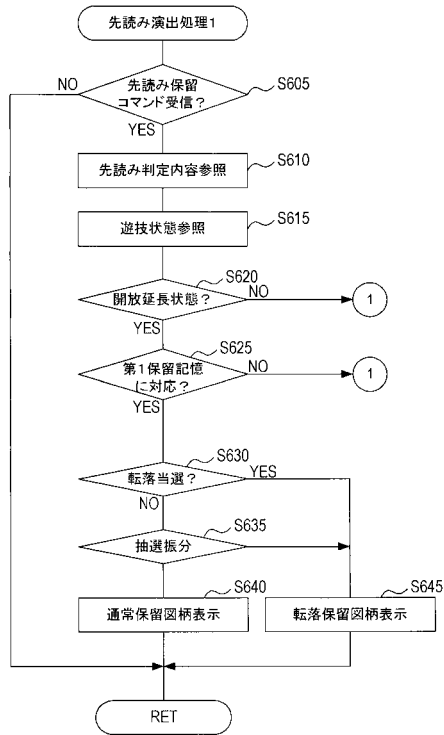 先読み演出処理1
先読み保留
コマンド受信？
S605
NO
YES
先読み判定内容参照
S610
遊技状態参照
S615
開放延長状態？
S620
NO
1
YES
第1保留記憶
に対応？
S625
NO
1
YES
転落当選？
S630
YES
NO
抽選振分
S635
通常保留図柄表示
S640
転落保留図柄表示
S645
RET